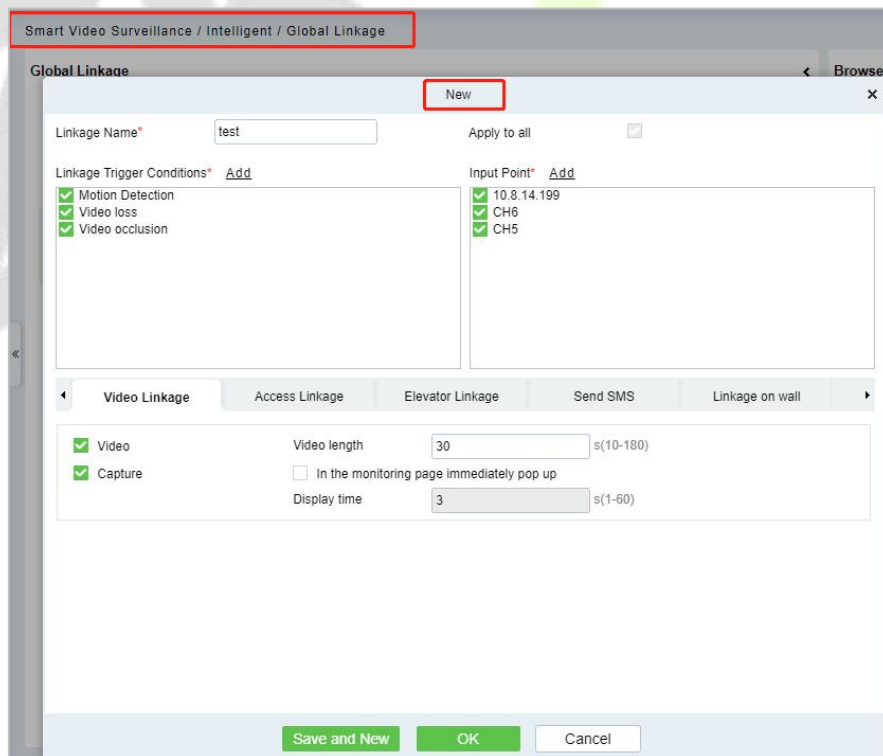 Smart Video Surveillance / Intelligent / Global Linkage
Global Linkage
Browse
New
Linkage Name* test Apply to all
Linkage Trigger Conditions* Add Input Point* Add
Motion Detection 10.8.14.199
Video loss CH6
Video occlusion CH5
Video Linkage Access Linkage Elevator Linkage Send SMS Linkage on wall
Video Video length 30 s(10-180)
Capture In the monitoring page immediately pop up
Display time 3 s(1-60)
Save and New OK Cancel